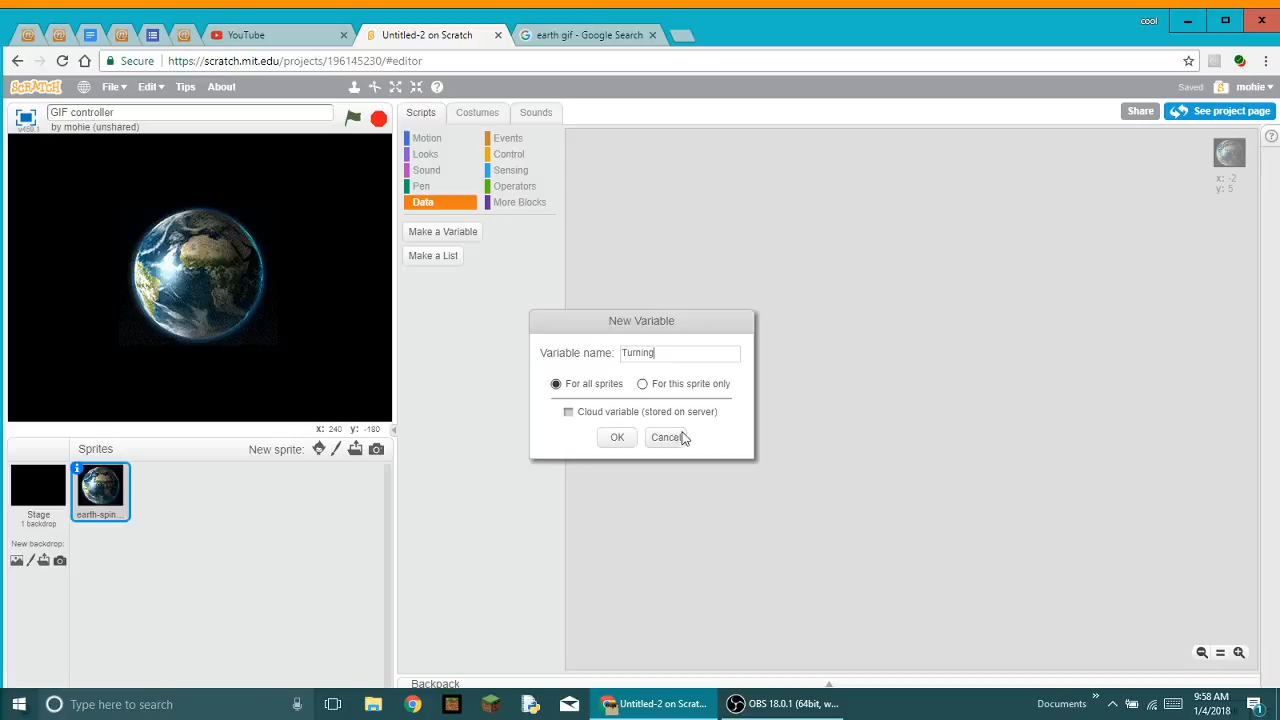 cool
YouTube
Untitled-2 on Scratch
earth gif - Google Search
Secure
https://scratch.mit.edu/projects/196145230/#editor
SCRATCH
File
Edit
Tips
About
Saved
mohie
GIF controller
by mohie (unshared)
v459.1
Scripts
Costumes
Sounds
Share
See project page
Motion
Events
Looks
Control
Sound
Sensing
Pen
Operators
Data
More Blocks
Make a Variable
Make a List
x: -2
y: 5
New Variable
Variable name: Turning
For all sprites
For this sprite only
Cloud variable (stored on server)
OK
Cancel
x: 240 y: -180
Sprites
New sprite:
Stage
1 backdrop
earth-spin...
New backdrop:
Backpack
Type here to search
Untitled-2 on Scrat...
OBS 18.0.1 (64bit, w...
Documents
9:58 AM
1/4/2018